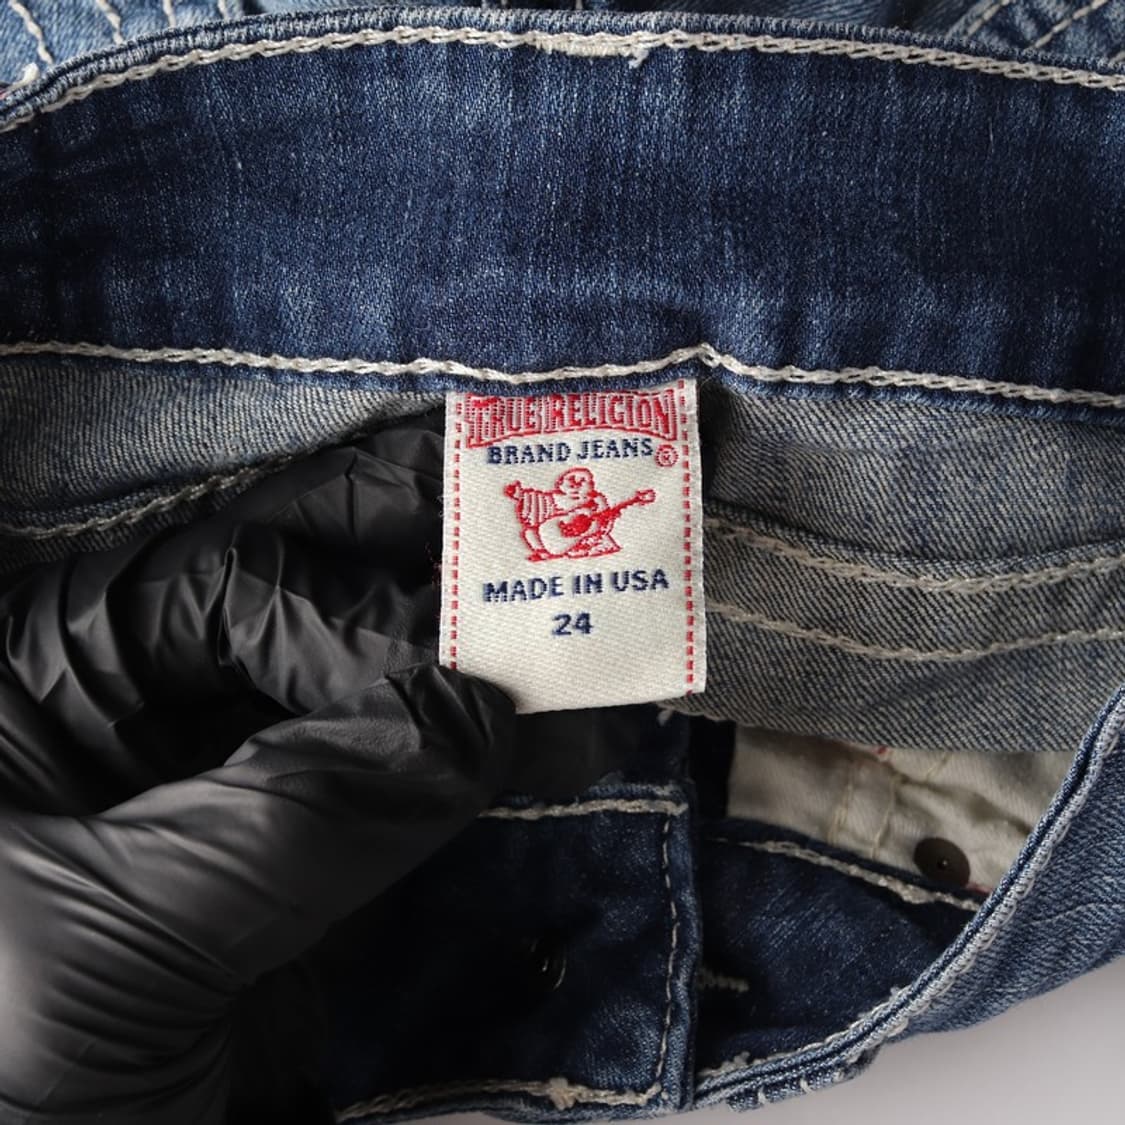 TRUE RELIGION
BRAND JEANS®
MADE IN USA
24